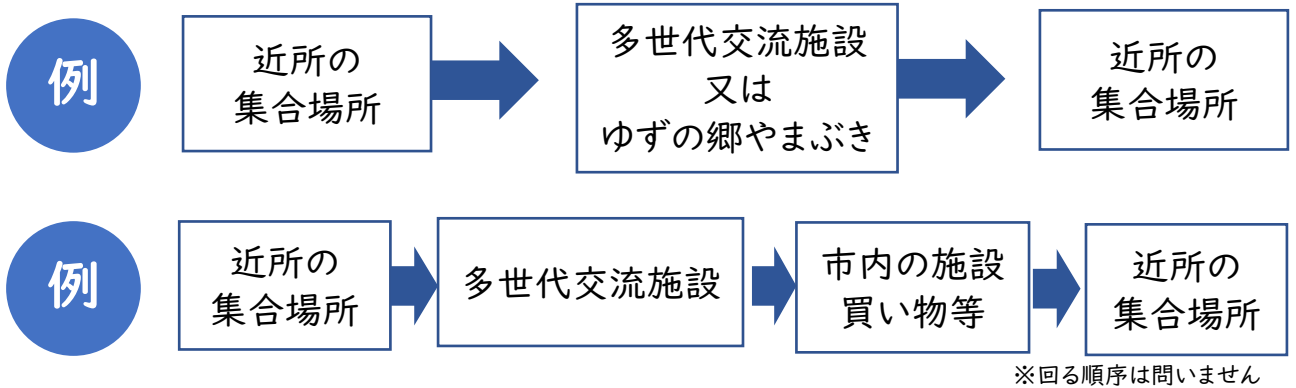 例
近所の
集合場所
多世代交流施設
又は
ゆずの郷やまぶき
近所の
集合場所
例
近所の
集合場所
多世代交流施設
市内の施設
買い物等
近所の
集合場所
※回る順序は問いません